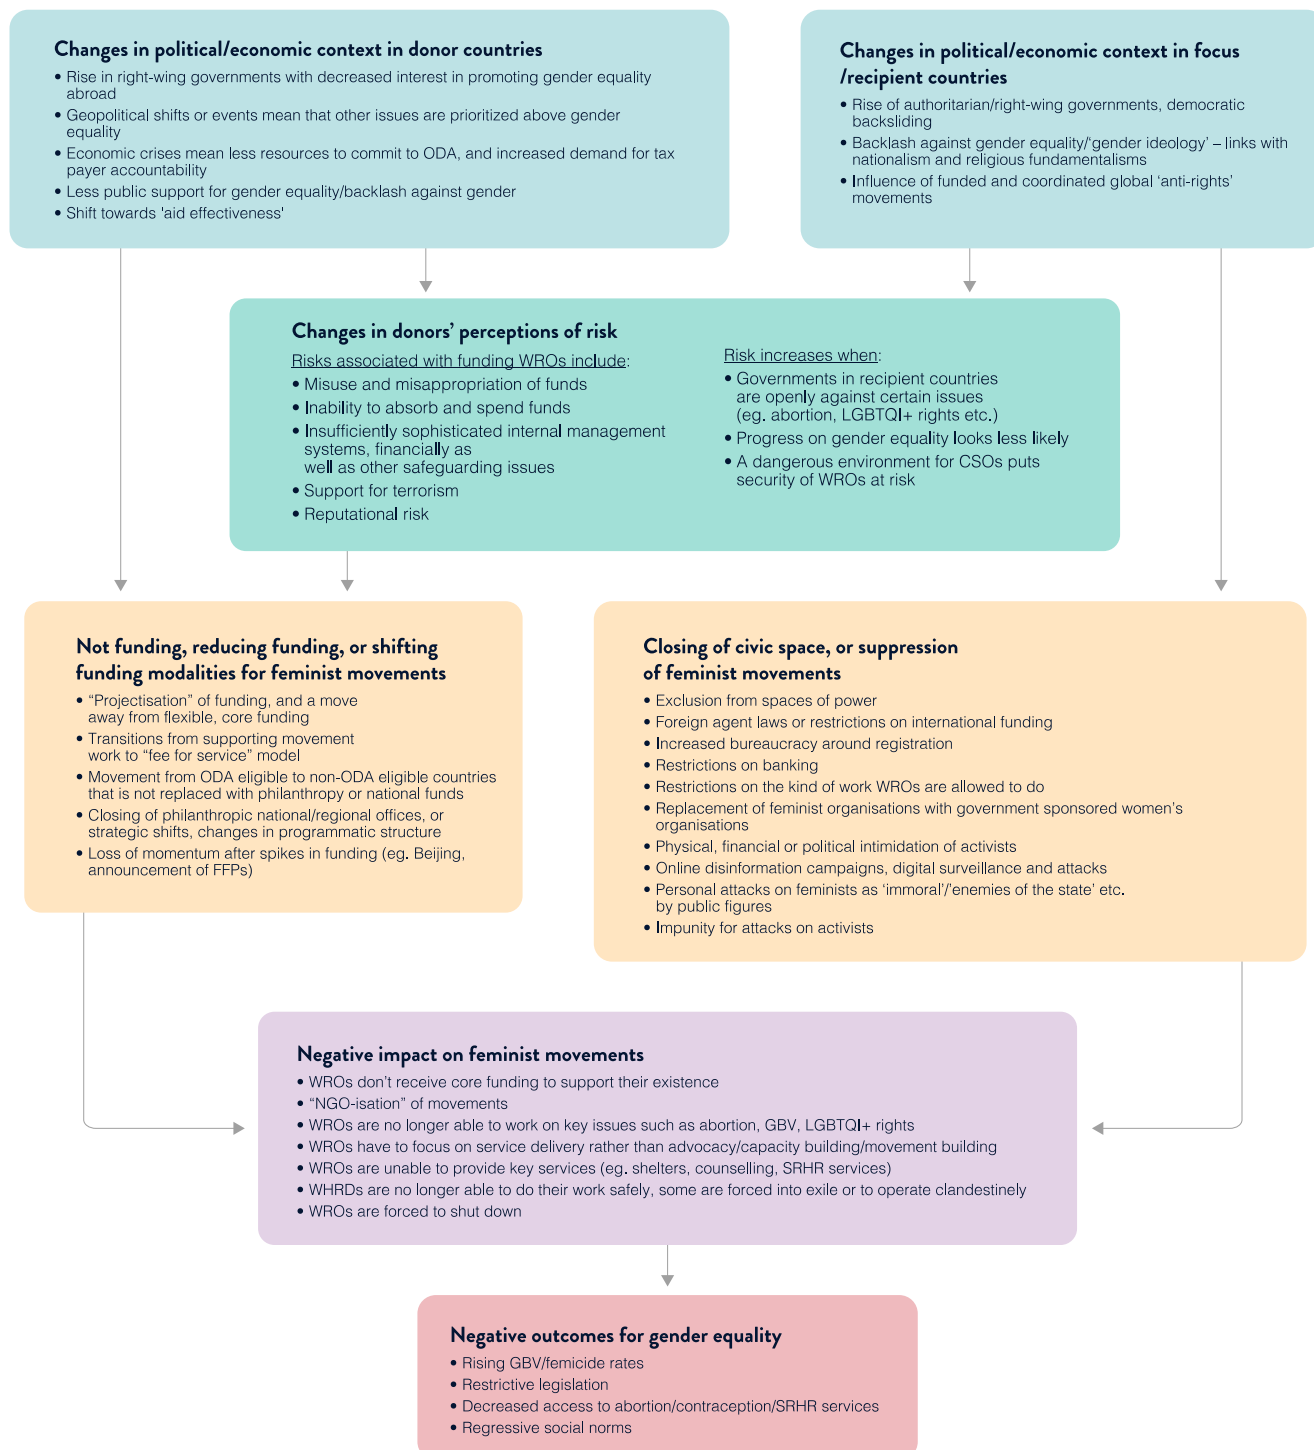 Changes in political/economic context in donor countries
• Rise in right-wing governments with decreased interest in promoting gender equality
abroad
• Geopolitical shifts or events mean that other issues are prioritized above gender
equality
• Economic crises mean less resources to commit to ODA, and increased demand for tax
payer accountability
• Less public support for gender equality/backlash against gender
• Shift towards 'aid effectiveness'
Changes in political/economic context in focus
/recipient countries
• Rise of authoritarian/right-wing governments, democratic
backsliding
• Backlash against gender equality/‘gender ideology’ – links with
nationalism and religious fundamentalisms
• Influence of funded and coordinated global ‘anti-rights’
movements
Changes in donors’ perceptions of risk
Risks associated with funding WROs include:
• Misuse and misappropriation of funds
• Inability to absorb and spend funds
• Insufficiently sophisticated internal management
systems, financially as
well as other safeguarding issues
• Support for terrorism
• Reputational risk
Risk increases when:
• Governments in recipient countries
are openly against certain issues
(eg. abortion, LGBTQI+ rights etc.)
• Progress on gender equality looks less likely
• A dangerous environment for CSOs puts
security of WROs at risk
Not funding, reducing funding, or shifting
funding modalities for feminist movements
• “Projectisation” of funding, and a move
away from flexible, core funding
• Transitions from supporting movement
work to “fee for service” model
• Movement from ODA eligible to non-ODA eligible countries
that is not replaced with philanthropy or national funds
• Closing of philanthropic national/regional offices, or
strategic shifts, changes in programmatic structure
• Loss of momentum after spikes in funding (eg. Beijing,
announcement of FFPs)
Closing of civic space, or suppression
of feminist movements
• Exclusion from spaces of power
• Foreign agent laws or restrictions on international funding
• Increased bureaucracy around registration
• Restrictions on banking
• Restrictions on the kind of work WROs are allowed to do
• Replacement of feminist organisations with government sponsored women’s
organisations
• Physical, financial or political intimidation of activists
• Online disinformation campaigns, digital surveillance and attacks
• Personal attacks on feminists as ‘immoral’/‘enemies of the state’ etc.
by public figures
• Impunity for attacks on activists
Negative impact on feminist movements
• WROs don’t receive core funding to support their existence
• “NGO-isation” of movements
• WROs are no longer able to work on key issues such as abortion, GBV, LGBTQI+ rights
• WROs have to focus on service delivery rather than advocacy/capacity building/movement building
• WROs are unable to provide key services (eg. shelters, counselling, SRHR services)
• WHRDs are no longer able to do their work safely, some are forced into exile or to operate clandestinely
• WROs are forced to shut down
Negative outcomes for gender equality
• Rising GBV/femicide rates
• Restrictive legislation
• Decreased access to abortion/contraception/SRHR services
• Regressive social norms